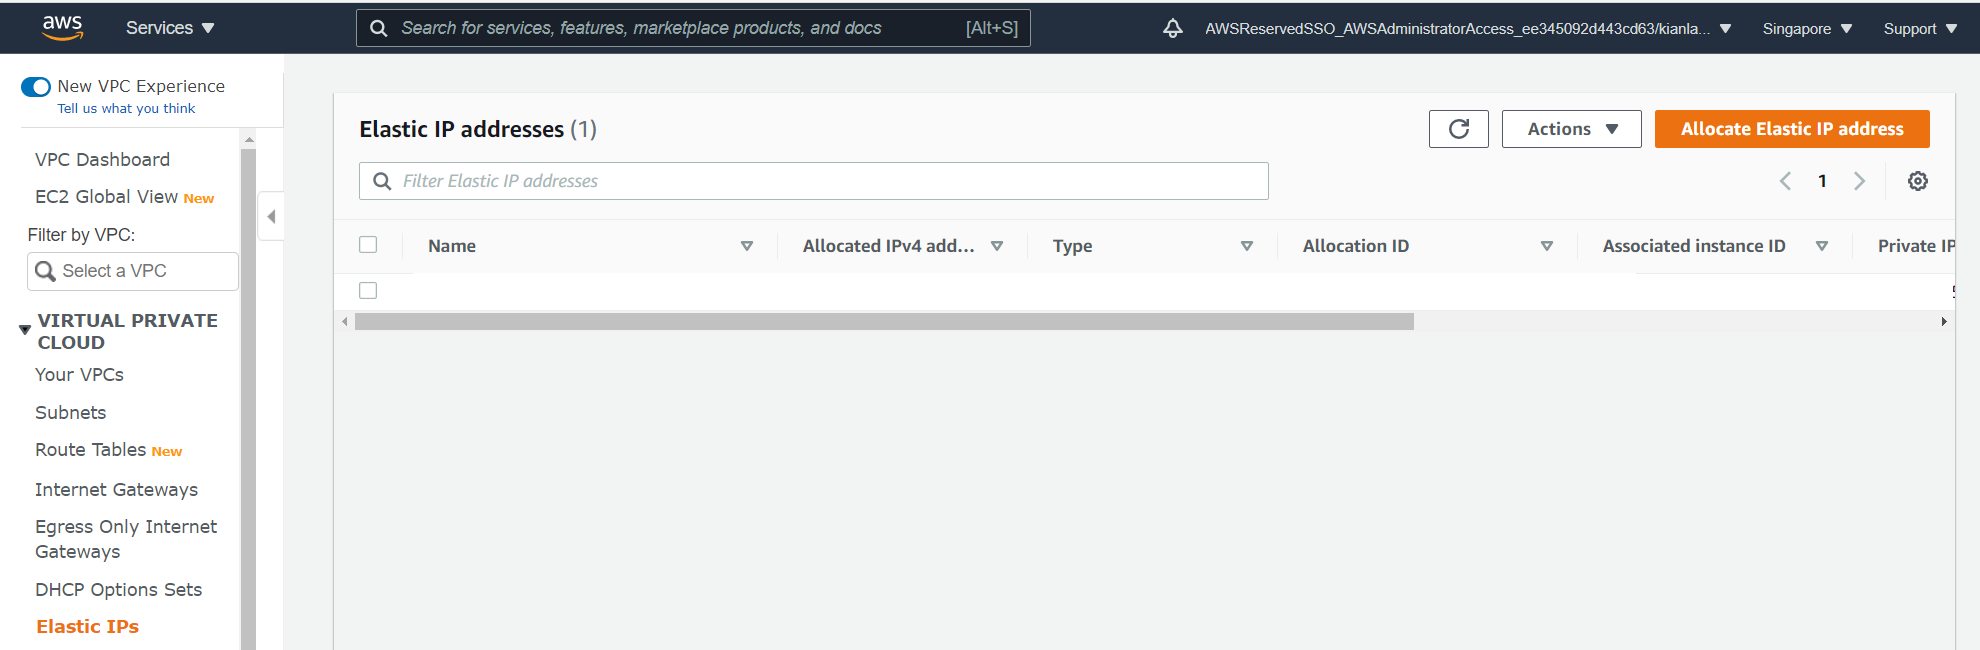 aws
Services
Search for services, features, marketplace products, and docs
[Alt+S]
AWSReservedSSO_AWSAdministratorAccess_ee345092d443cd63/kianla...
Singapore
Support
New VPC Experience
Tell us what you think
VPC Dashboard
EC2 Global View New
Filter by VPC:
Select a VPC
VIRTUAL PRIVATE
CLOUD
Your VPCs
Subnets
Route Tables New
Internet Gateways
Egress Only Internet
Gateways
DHCP Options Sets
Elastic IPs
Elastic IP addresses (1)
Actions
Allocate Elastic IP address
Filter Elastic IP addresses
1
Name
Allocated IPv4 add...
Type
Allocation ID
Associated instance ID
Private IP